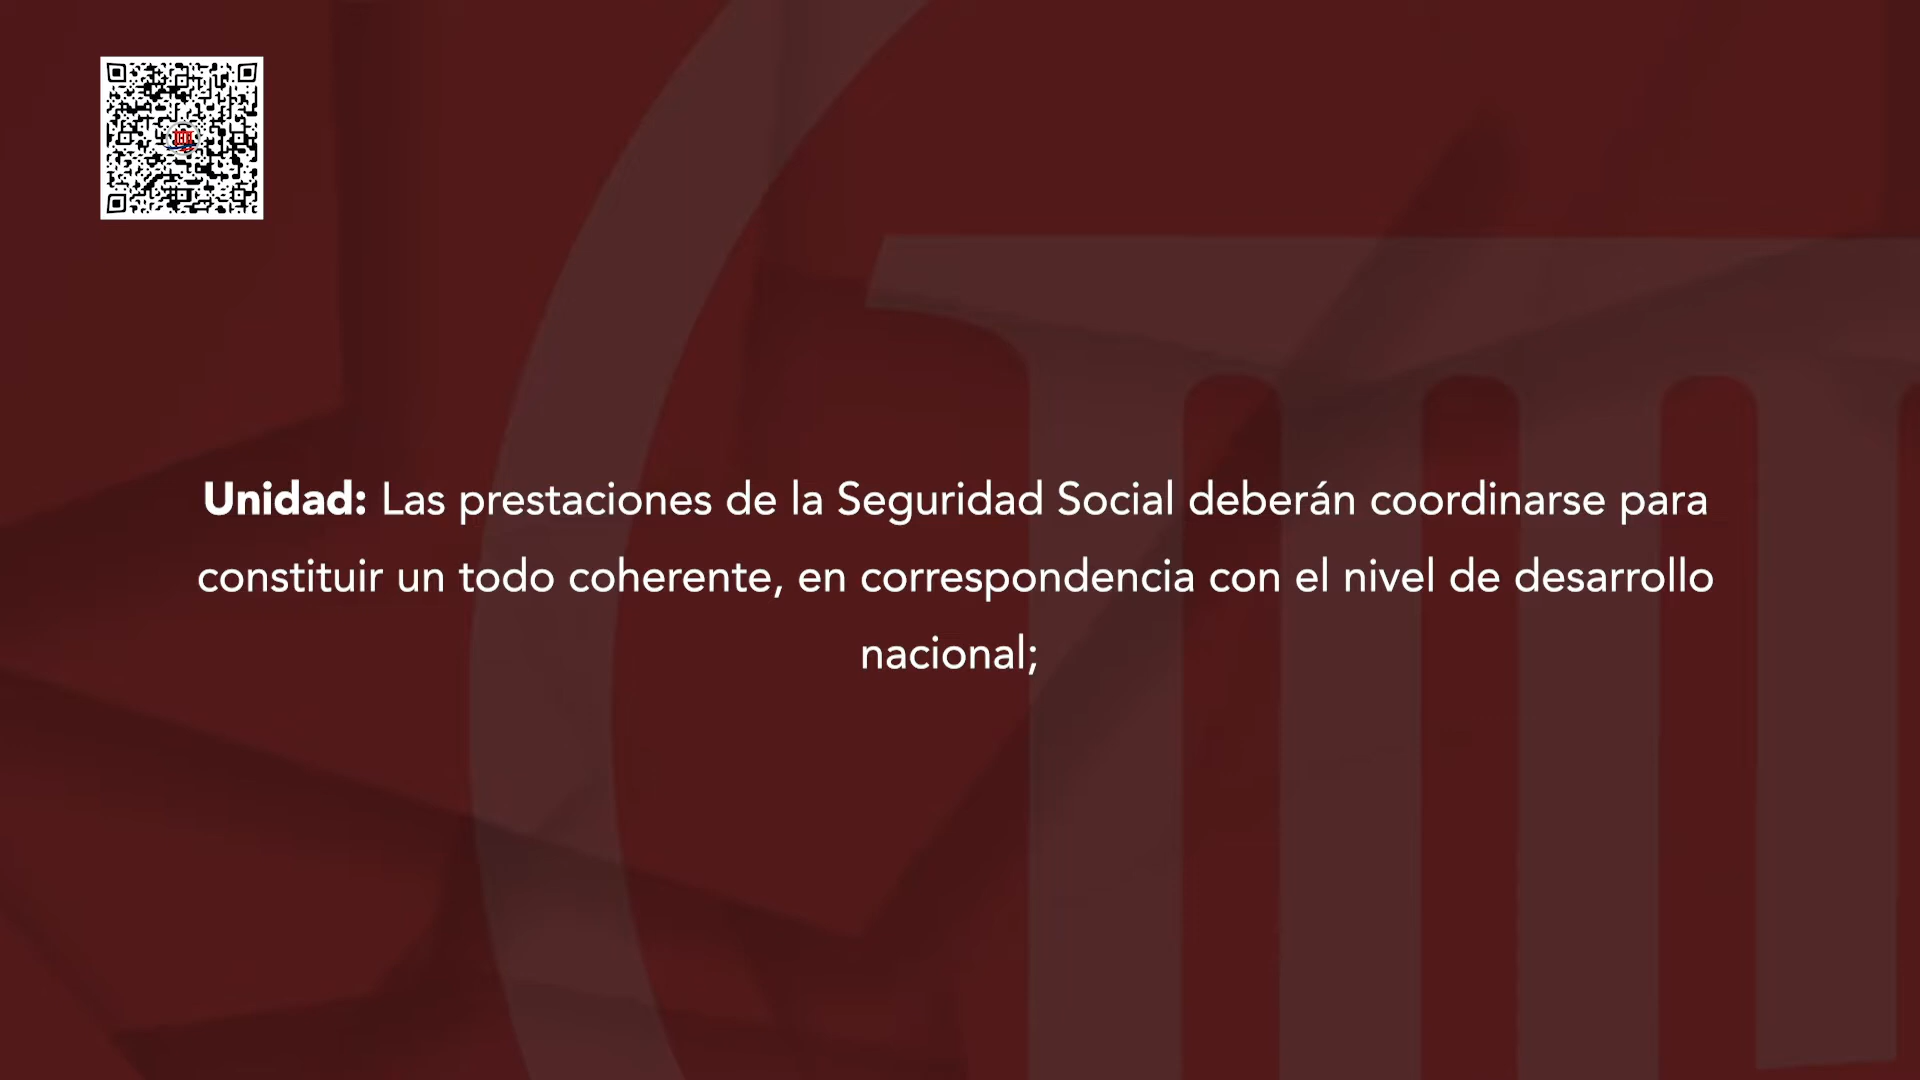 Unidad: Las prestaciones de la Seguridad Social deberán coordinarse para
constituir un todo coherente, en correspondencia con el nivel de desarrollo
nacional;